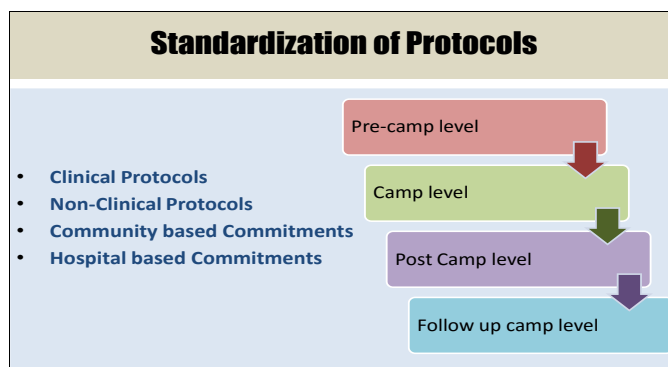 Standardization of Protocols
• Clinical Protocols
• Non-Clinical Protocols
• Community based Commitments
• Hospital based Commitments
Pre-camp level
Camp level
Post Camp level
Follow up camp level